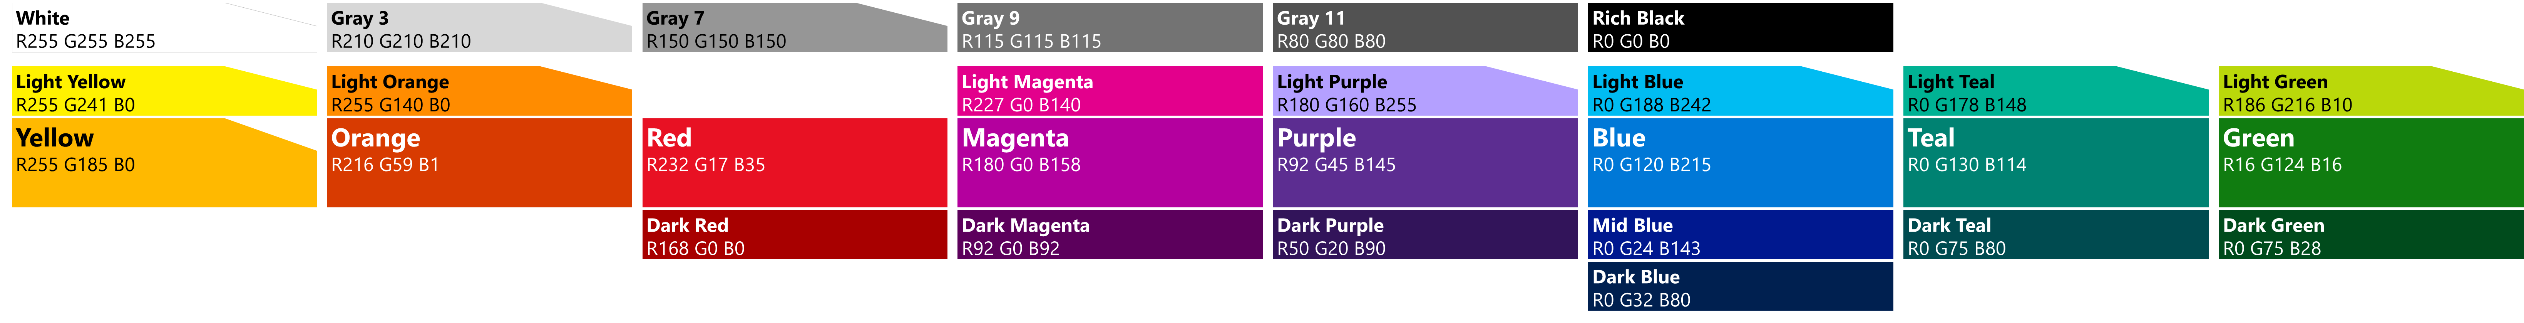 White
R255 G255 B255
Gray 3
R210 G210 B210
Gray 7
R150 G150 B150
Gray 9
R115 G115 B115
Gray 11
R80 G80 B80
Rich Black
R0 G0 B0
Light Yellow
R255 G241 B0
Light Orange
R255 G140 B0
Light Magenta
R227 G0 B140
Light Purple
R180 G160 B255
Light Blue
R0 G188 B242
Light Teal
R0 G178 B148
Light Green
R186 G216 B10
Yellow
R255 G185 B0
Orange
R216 G59 B1
Red
R232 G17 B35
Magenta
R180 G0 B158
Purple
R92 G45 B145
Blue
R0 G120 B215
Teal
R0 G130 B114
Green
R16 G124 B16
Dark Red
R168 G0 B0
Dark Magenta
R92 G0 B92
Dark Purple
R50 G20 B90
Mid Blue
R0 G24 B143
Dark Teal
R0 G75 B80
Dark Green
R0 G75 B28
Dark Blue
R0 G32 B80